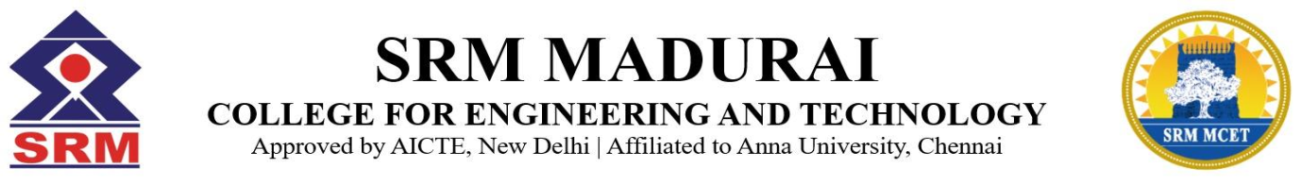 SRM MADURAI
COLLEGE FOR ENGINEERING AND TECHNOLOGY
Approved by AICTE, New Delhi | Affiliated to Anna University, Chennai
SRM
SRM MCET